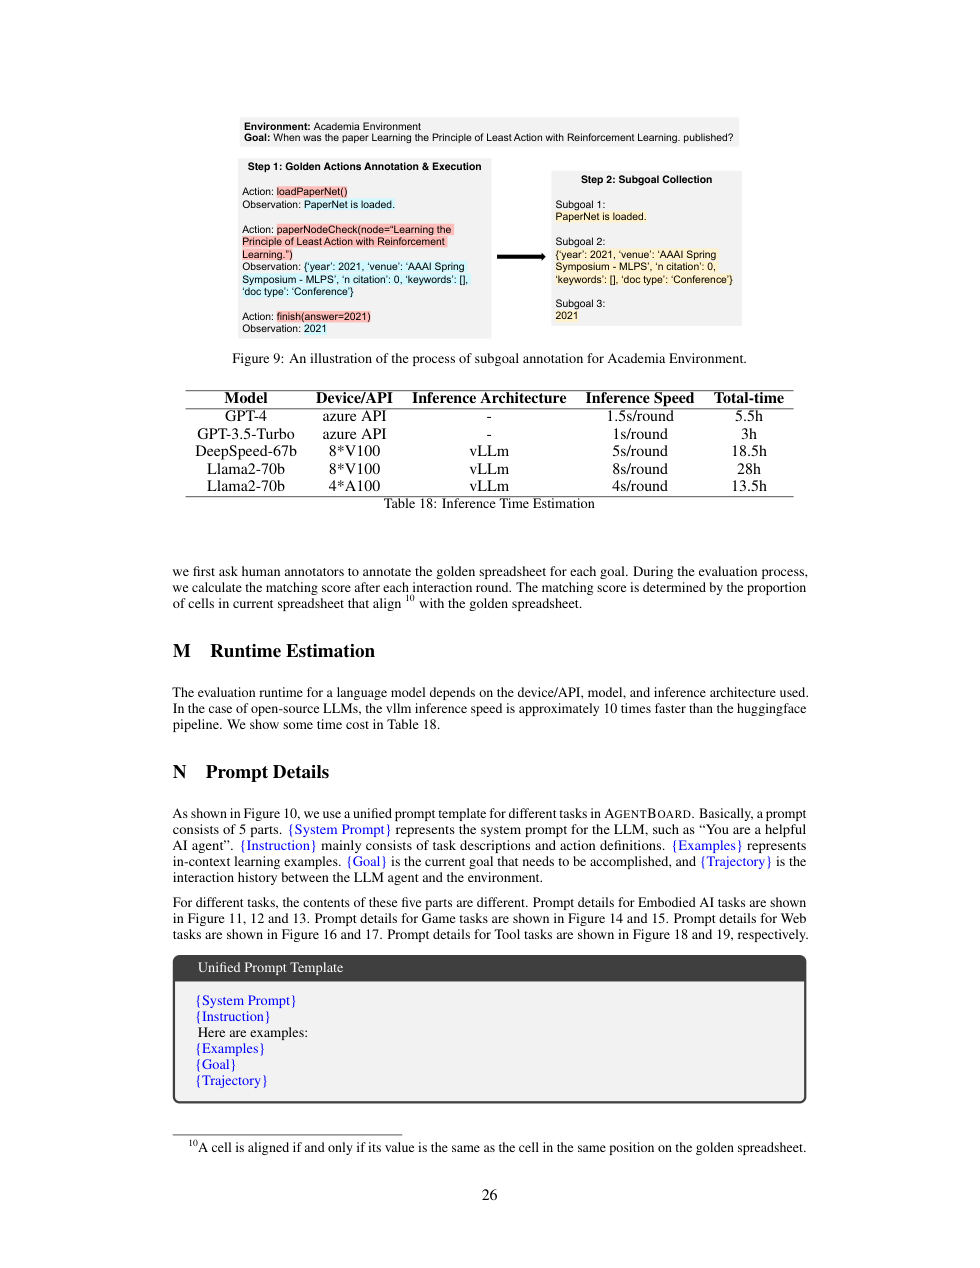 Environment: Academia Environment
Goal: When was the paper Learning the Principle of Least Action with Reinforcement Learning. published?
Step 1: Golden Actions Annotation & Execution
Action: loadPaperNet()
Observation: PaperNet is loaded.
Action: paperNodeCheck(node=“Learning the
Principle of Least Action with Reinforcement
Learning.”)
Observation: {‘year’: 2021, ‘venue’: ‘AAAI Spring
Symposium - MLPS’, ‘n citation’: 0, ‘keywords’: [],
‘doc type’: ‘Conference’}
Action: finish(answer=2021)
Observation: 2021
Step 2: Subgoal Collection
Subgoal 1:
PaperNet is loaded.
Subgoal 2:
{‘year’: 2021, ‘venue’: ‘AAAI Spring
Symposium - MLPS’, ‘n citation’: 0,
‘keywords’: [], ‘doc type’: ‘Conference’}
Subgoal 3:
2021
Figure 9: An illustration of the process of subgoal annotation for Academia Environment.
Model Device/API Inference Architecture Inference Speed Total-time
GPT-4 azure API - 1.5s/round 5.5h
GPT-3.5-Turbo azure API - 1s/round 3h
DeepSpeed-67b 8*V100 vLLm 5s/round 18.5h
Llama2-70b 8*V100 vLLm 8s/round 28h
Llama2-70b 4*A100 vLLm 4s/round 13.5h
Table 18: Inference Time Estimation
we first ask human annotators to annotate the golden spreadsheet for each goal. During the evaluation process,
we calculate the matching score after each interaction round. The matching score is determined by the proportion
of cells in current spreadsheet that align 10 with the golden spreadsheet.
M Runtime Estimation
The evaluation runtime for a language model depends on the device/API, model, and inference architecture used.
In the case of open-source LLMs, the vllm inference speed is approximately 10 times faster than the huggingface
pipeline. We show some time cost in Table 18.
N Prompt Details
As shown in Figure 10, we use a unified prompt template for different tasks in AGENTBOARD. Basically, a prompt
consists of 5 parts. {System Prompt} represents the system prompt for the LLM, such as “You are a helpful
AI agent”. {Instruction} mainly consists of task descriptions and action definitions. {Examples} represents
in-context learning examples. {Goal} is the current goal that needs to be accomplished, and {Trajectory} is the
interaction history between the LLM agent and the environment.
For different tasks, the contents of these five parts are different. Prompt details for Embodied AI tasks are shown
in Figure 11, 12 and 13. Prompt details for Game tasks are shown in Figure 14 and 15. Prompt details for Web
tasks are shown in Figure 16 and 17. Prompt details for Tool tasks are shown in Figure 18 and 19, respectively.
Unified Prompt Template
{System Prompt}
{Instruction}
Here are examples:
{Examples}
{Goal}
{Trajectory}
10A cell is aligned if and only if its value is the same as the cell in the same position on the golden spreadsheet.
26